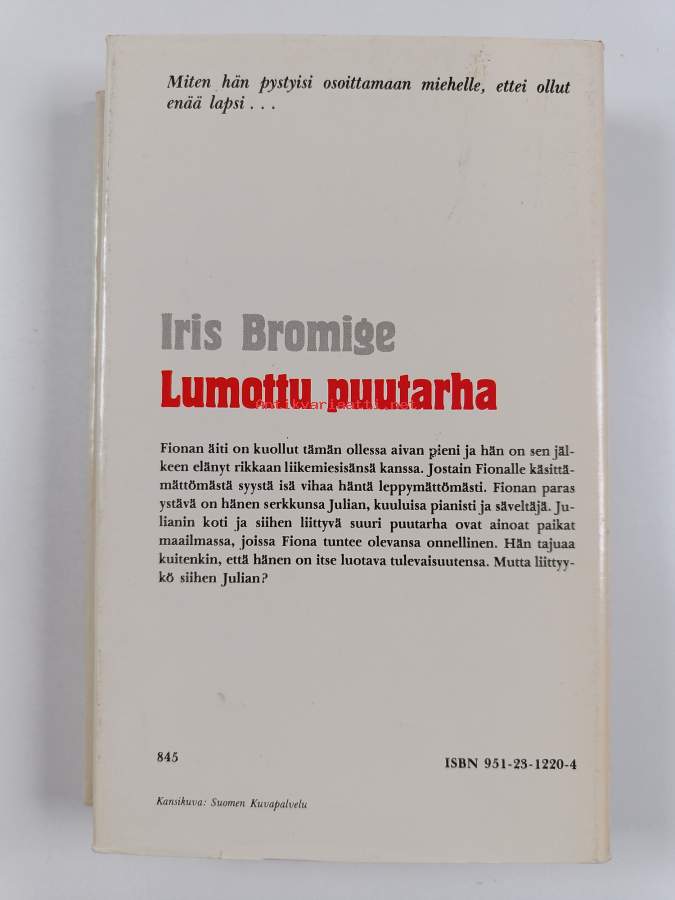 Miten hän pystyisi osoittamaan miehelle, ettei ollut
enää lapsi . . .
Iris Bromige
Lumottu puutarha
antikvariaatti.net
Fionan äiti on kuollut tämän ollessa aivan pieni ja hän on sen jäl-
keen elänyt rikkaan liikemiesisänsä kanssa. Jostain Fionalle käsittä-
mättömästä syystä isä vihaa häntä leppymättömästi. Fionan paras
ystävä on hänen serkkunsa Julian, kuuluisa pianisti ja säveltäjä. Ju-
lianin koti ja siihen liittyvä suuri puutarha ovat ainoat paikat
maailmassa, joissa Fiona tuntee olevansa onnellinen. Hän tajuaa
kuitenkin, että hänen on itse luotava tulevaisuutensa. Mutta liittyy-
kö siihen Julian?
845
ISBN 951-23-1220-4
Kansikuva: Suomen Kuvapalvelu